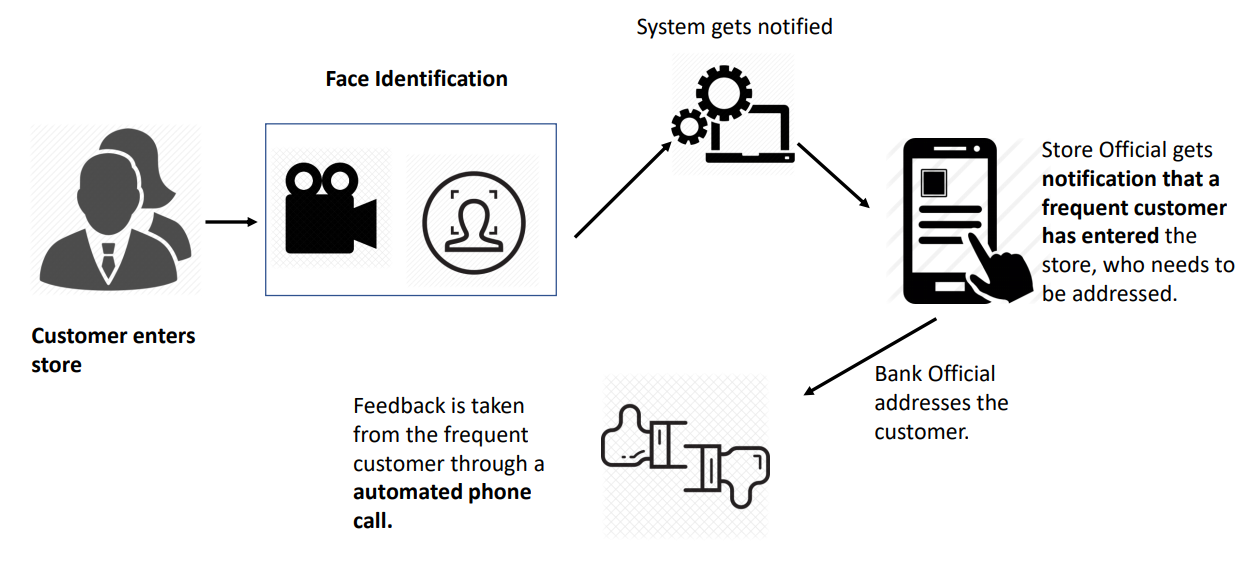 System gets notified
Face Identification
Customer enters
store
Store Official gets
notification that a
frequent customer
has entered the
store, who needs to
be addressed.
Bank Official
addresses the
customer.
Feedback is taken
from the frequent
customer through a
automated phone
call.